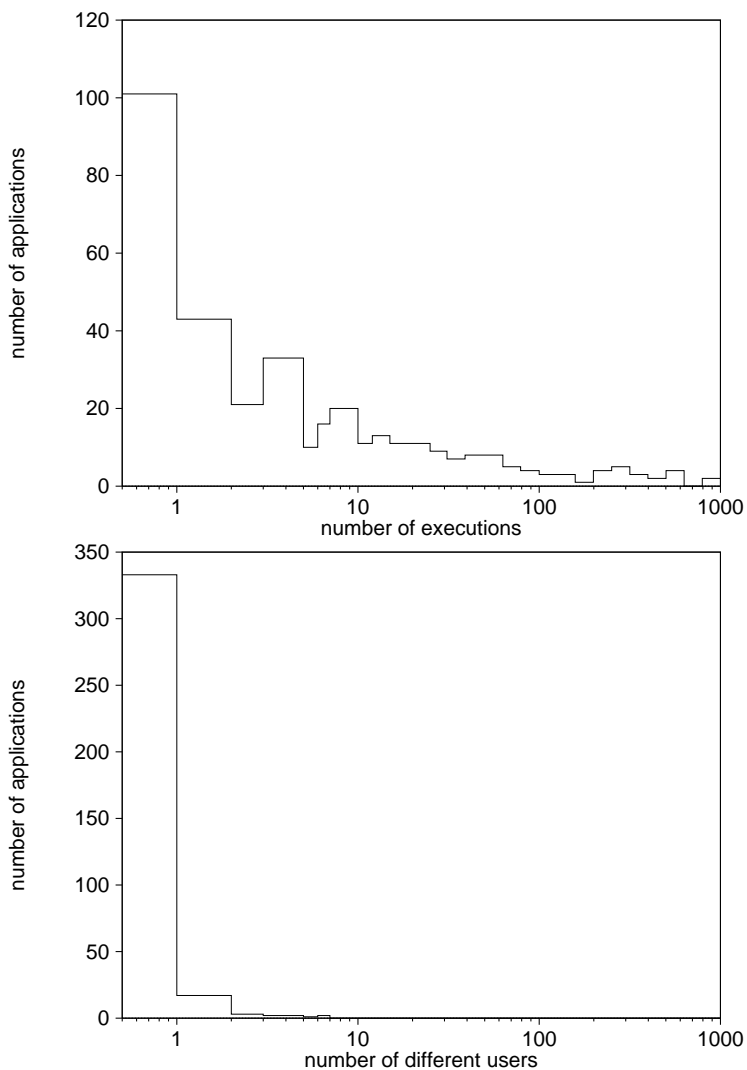 120
100
80
60
40
20
0
number of applications
1 10 100 1000
number of executions
350
300
250
200
150
100
50
0
number of applications
1 10 100 1000
number of different users